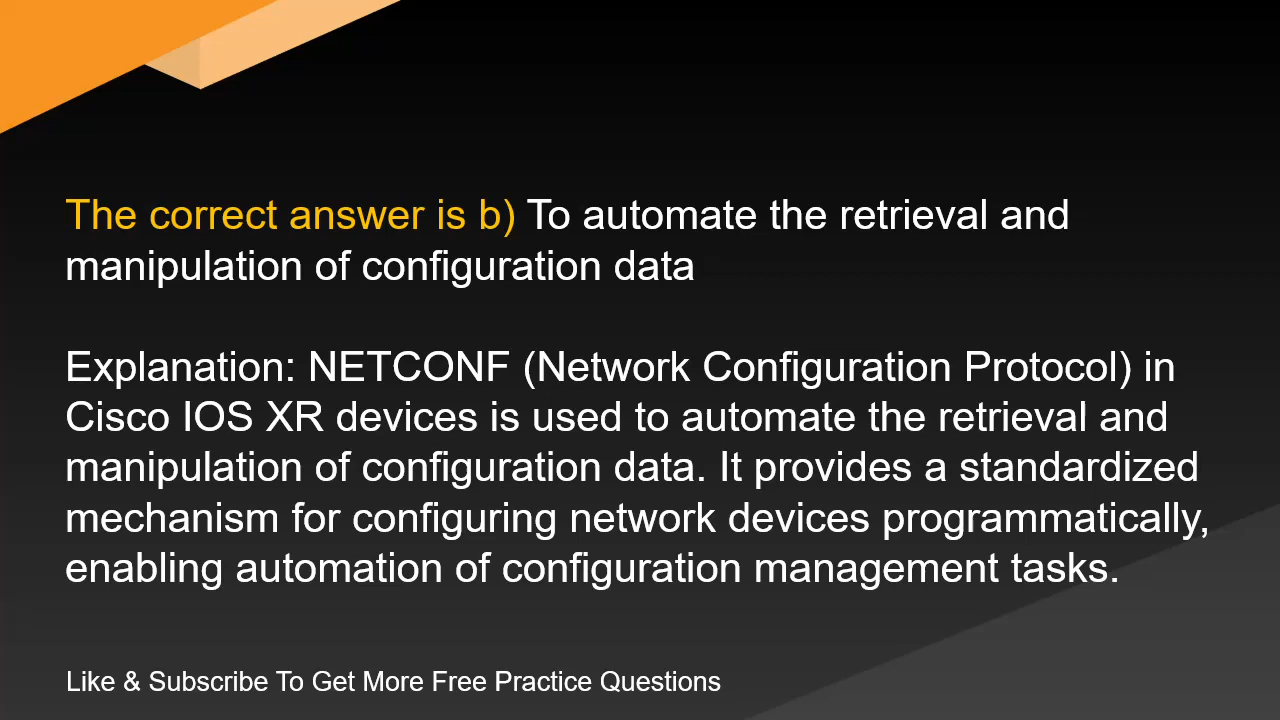 The correct answer is b) To automate the retrieval and
manipulation of configuration data
Explanation: NETCONF (Network Configuration Protocol) in
Cisco IOS XR devices is used to automate the retrieval and
manipulation of configuration data. It provides a standardized
mechanism for configuring network devices programmatically,
enabling automation of configuration management tasks.
Like & Subscribe To Get More Free Practice Questions